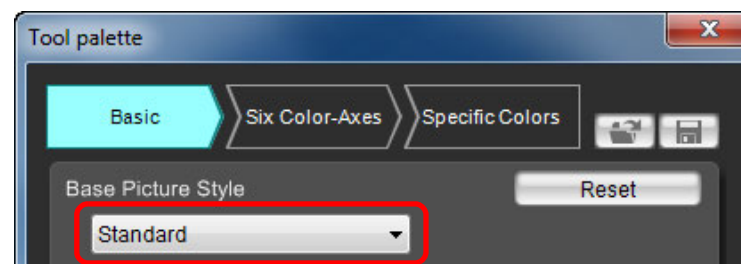 Tool palette
Basic Six Color-Axes Specific Colors
Base Picture Style Reset
Standard